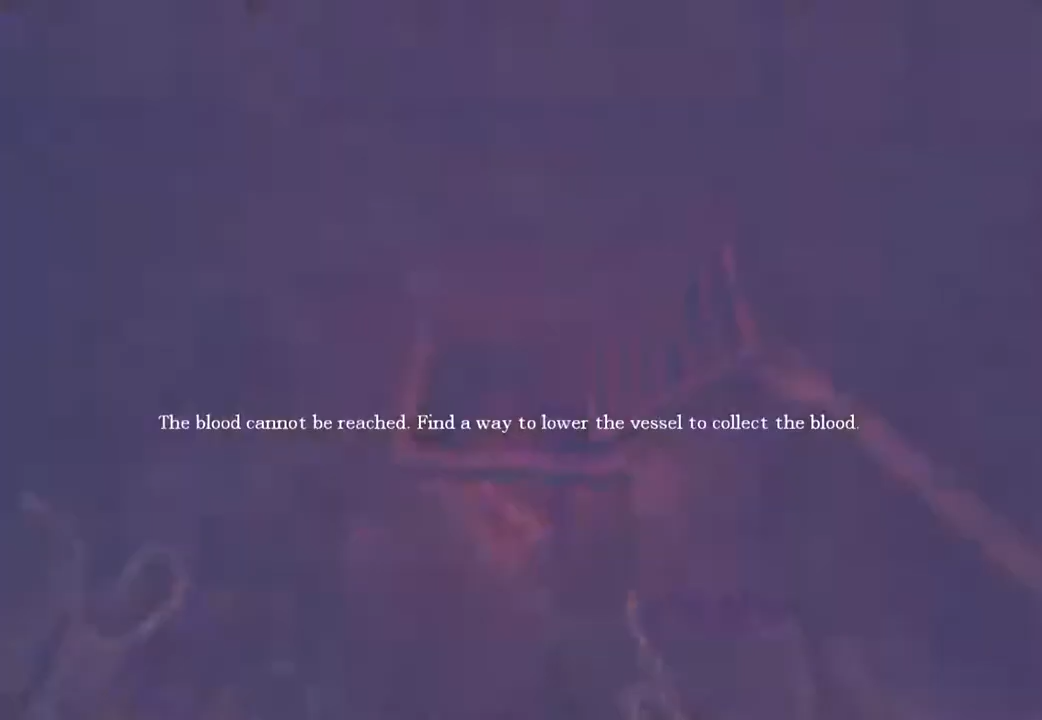 The blood cannot be reached. Find a way to lower the vessel to collect the blood.